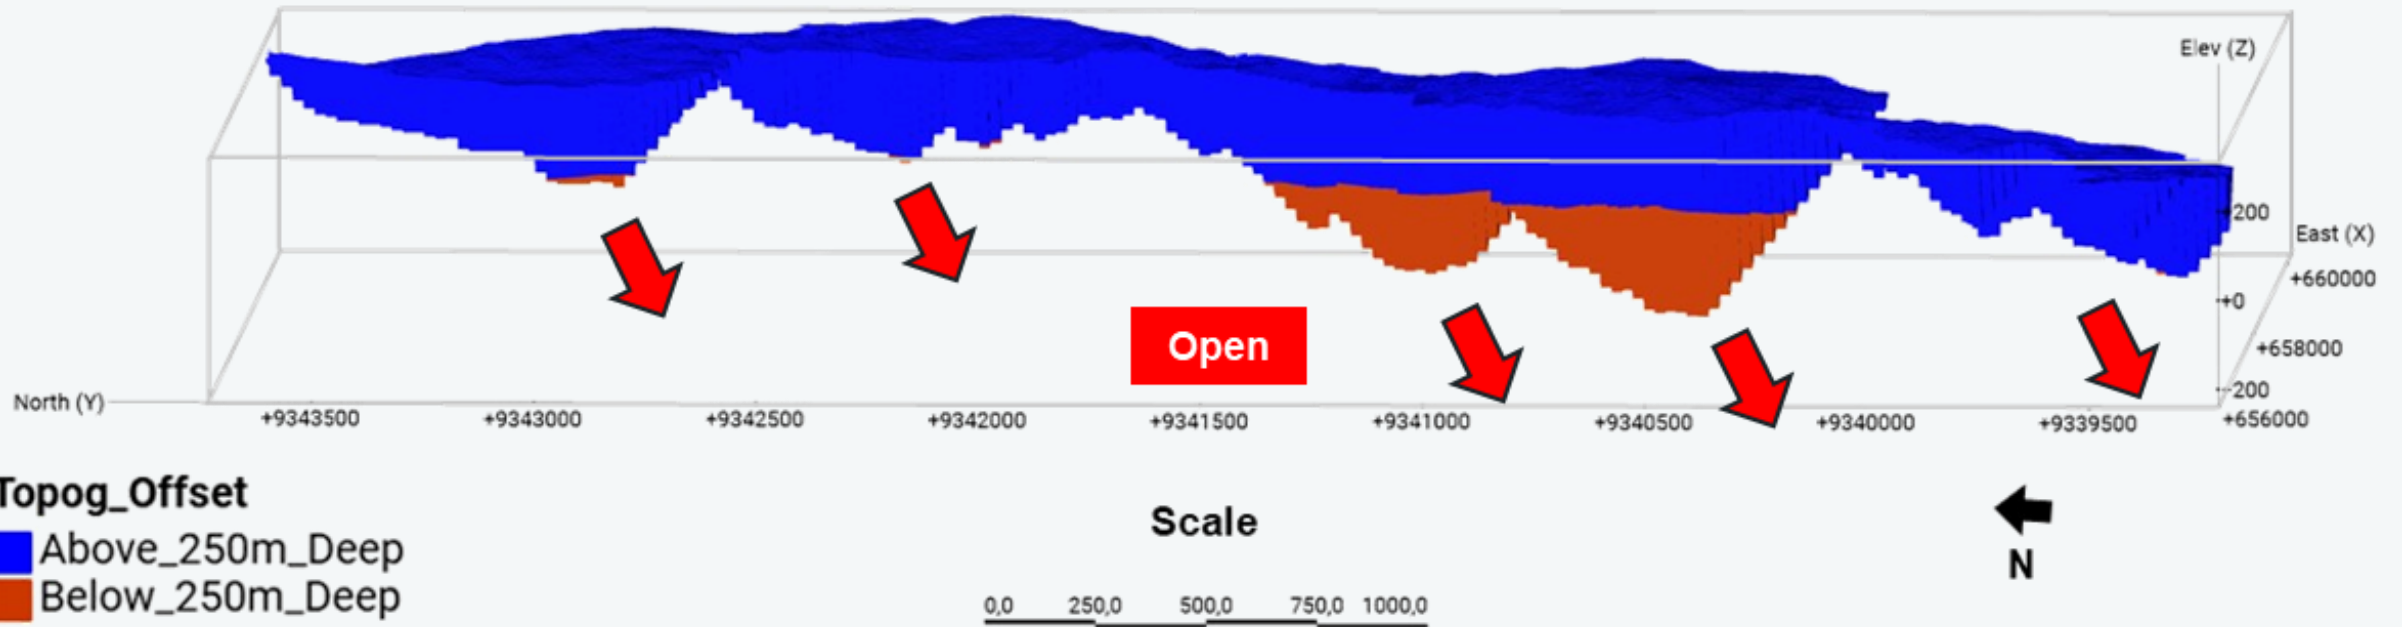 Elev (Z)
+200
East (X)
+660000
+0
+658000
-200
North (Y)
+9343500
+9343000
+9342500
+9342000
+9341500
+9341000
+9340500
+9340000
+9339500
+656000
Open
Topog_Offset
Above_250m_Deep
Below_250m_Deep
Scale
0,0
250,0
500,0
750,0
1000,0
N